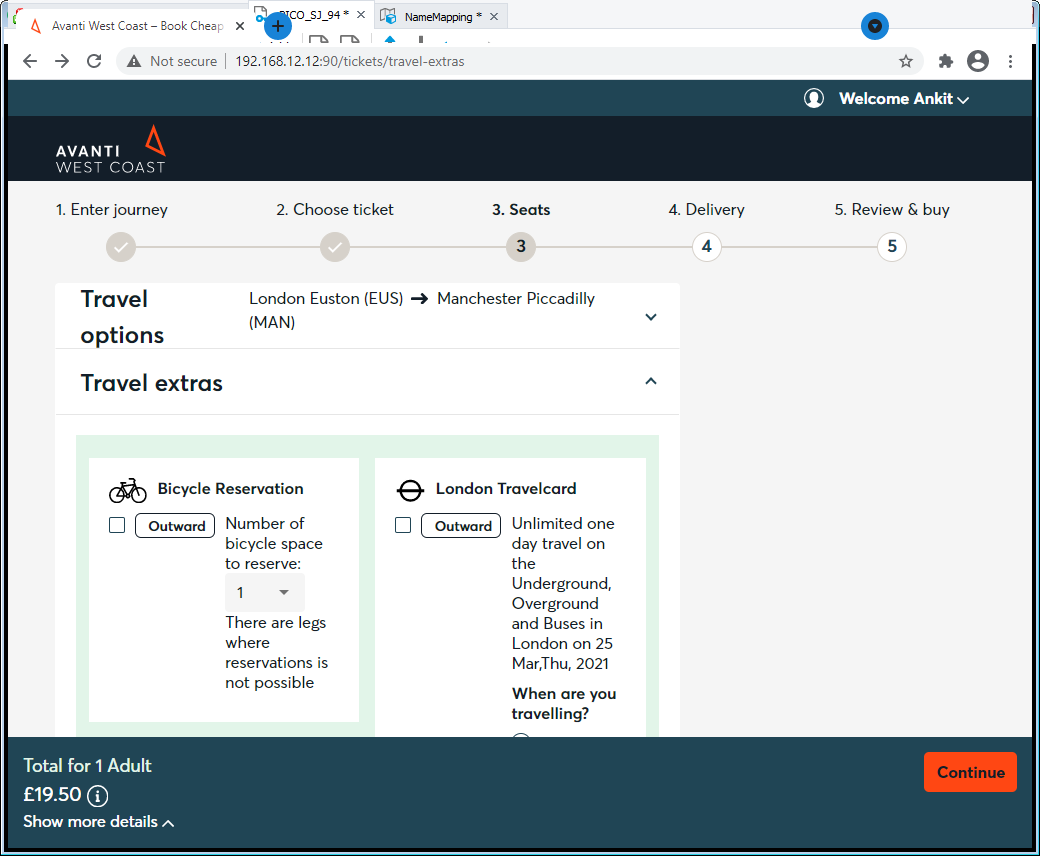 Avanti West Coast – Book Cheap
PICO_SJ_94 *
NameMapping *
Not secure
192.168.12.12:90/tickets/travel-extras
Welcome Ankit
AVANTI
WEST COAST
1. Enter journey
2. Choose ticket
3. Seats
4. Delivery
5. Review & buy
3
4
5
Travel
options
London Euston (EUS) → Manchester Piccadilly
(MAN)
Travel extras
Bicycle Reservation
Outward
Number of
bicycle space
to reserve:
1
There are legs
where
reservations is
not possible
London Travelcard
Outward
Unlimited one
day travel on
the
Underground,
Overground
and Buses in
London on 25
Mar,Thu, 2021
When are you
travelling?
Total for 1 Adult
£19.50
Show more details
Continue